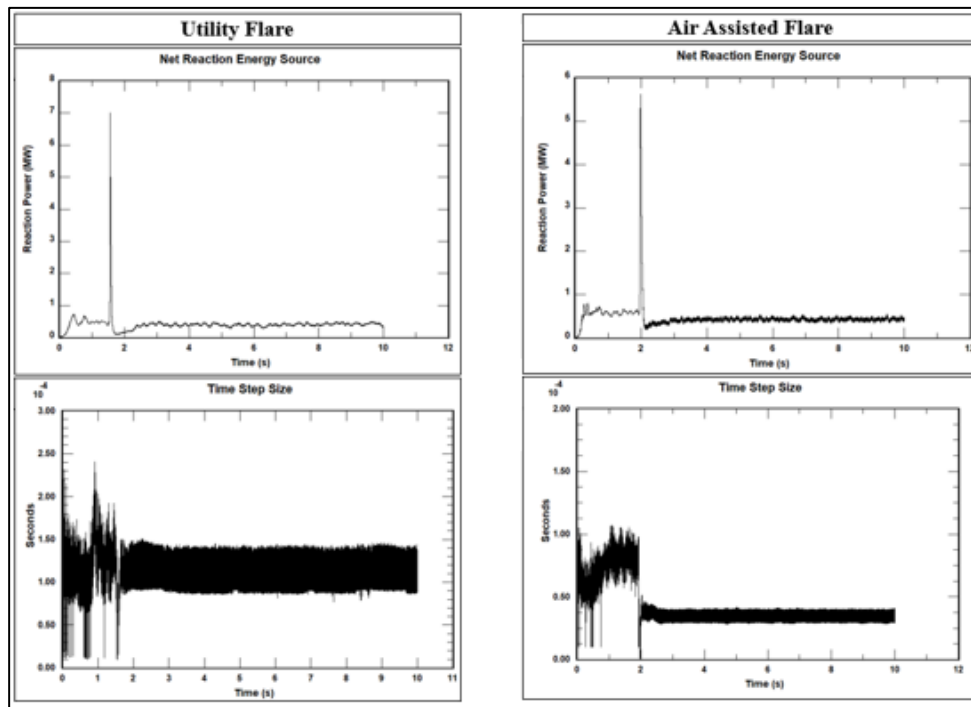 Utility Flare
Net Reaction Energy Source
Reaction Power (MW)
8
7
6
5
4
3
2
1
0
0 2 4 6 8 10 12
Time (s)
Time Step Size
10 -4
Seconds
3.00
2.50
2.00
1.50
1.00
0.50
0.00
0 1 2 3 4 5 6 7 8 9 10 11
Time (s)
Air Assisted Flare
Net Reaction Energy Source
Reaction Power (MW)
6
5
4
3
2
1
0
0 2 4 6 8 10 12
Time (s)
Time Step Size
10 -4
Seconds
2.00
1.50
1.00
0.50
0.00
0 2 4 6 8 10 12
Time (s)